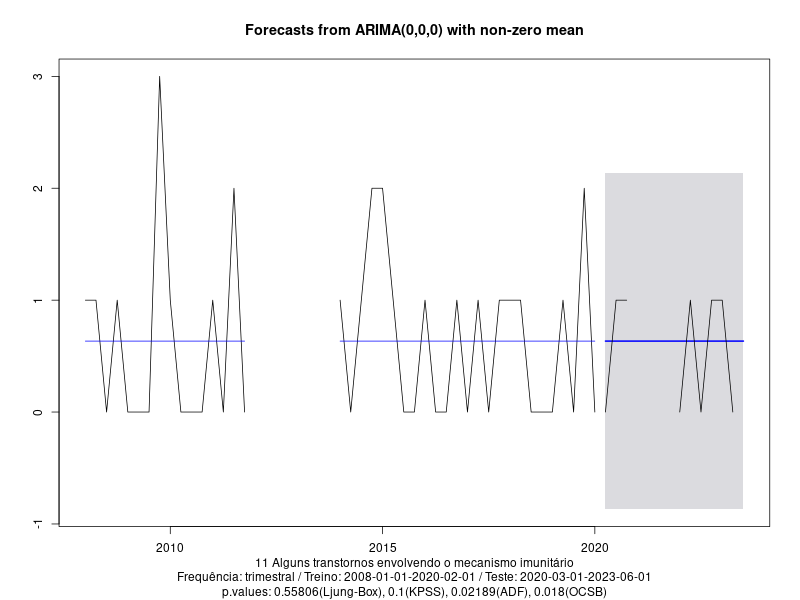 Forecasts from ARIMA(0,0,0) with non-zero mean
3
2
1
0
-1
2010 2015 2020
11 Alguns transtornos envolvendo o mecanismo imunitário
Frequência: trimestral / Treino: 2008-01-01-2020-02-01 / Teste: 2020-03-01-2023-06-01
p.values: 0.55806(Ljung-Box), 0.1(KPSS), 0.02189(ADF), 0.018(OCSB)